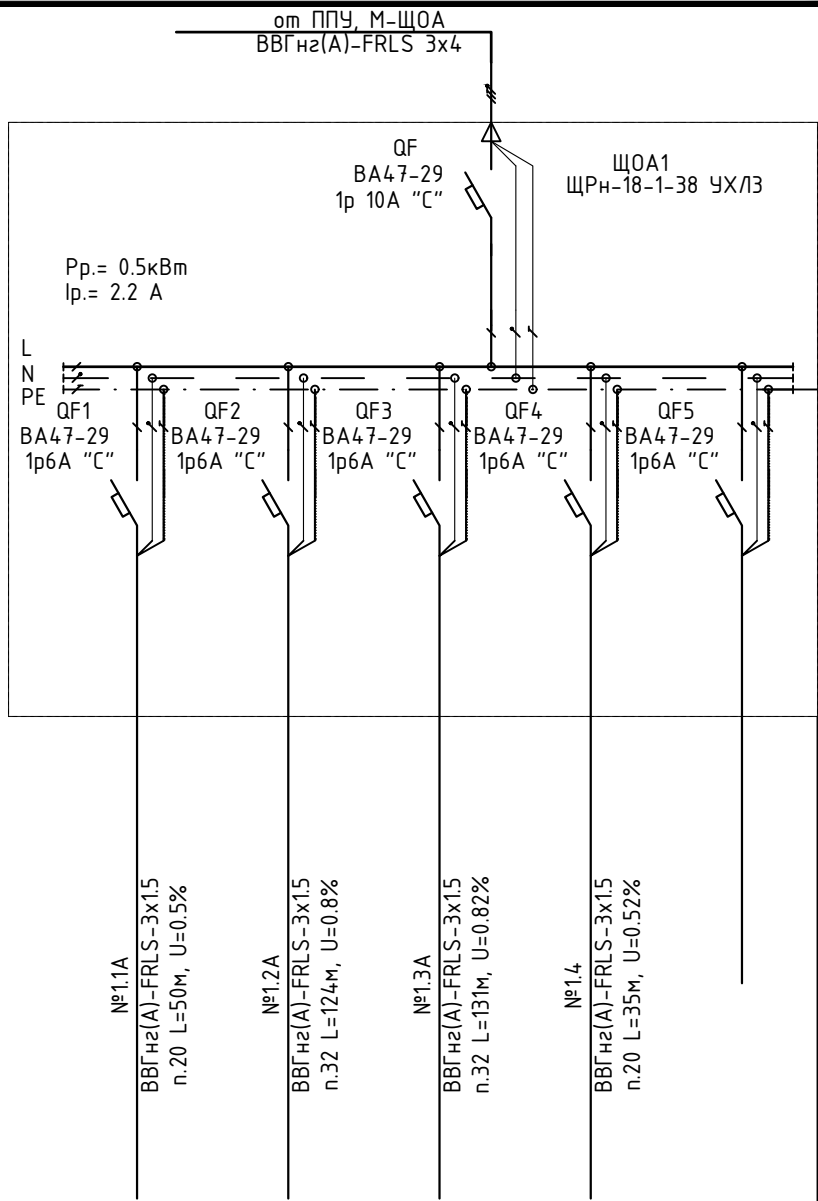 от ППУ, М-ЩОА
ВВГнг(А)-FRLS 3х4
QF
ВА47-29
1р 10А "С"
ЩОА1
ЩРн-18-1-38 УХЛ3
Рр.= 0.5кВт
Iр.= 2.2 А
L
N
PE
QF1
ВА47-29
1р6А "С"
QF2
ВА47-29
1р6А "С"
QF3
ВА47-29
1р6А "С"
QF4
ВА47-29
1р6А "С"
QF5
ВА47-29
1р6А "С"
№1.1А
ВВГнг(А)-FRLS-3х1.5
п.20 L=50м, U=0.5%
№1.2А
ВВГнг(А)-FRLS-3х1.5
п.32 L=124м, U=0.8%
№1.3А
ВВГнг(А)-FRLS-3х1.5
п.32 L=131м, U=0.82%
№1.4
ВВГнг(А)-FRLS-3х1.5
п.20 L=35м, U=0.52%